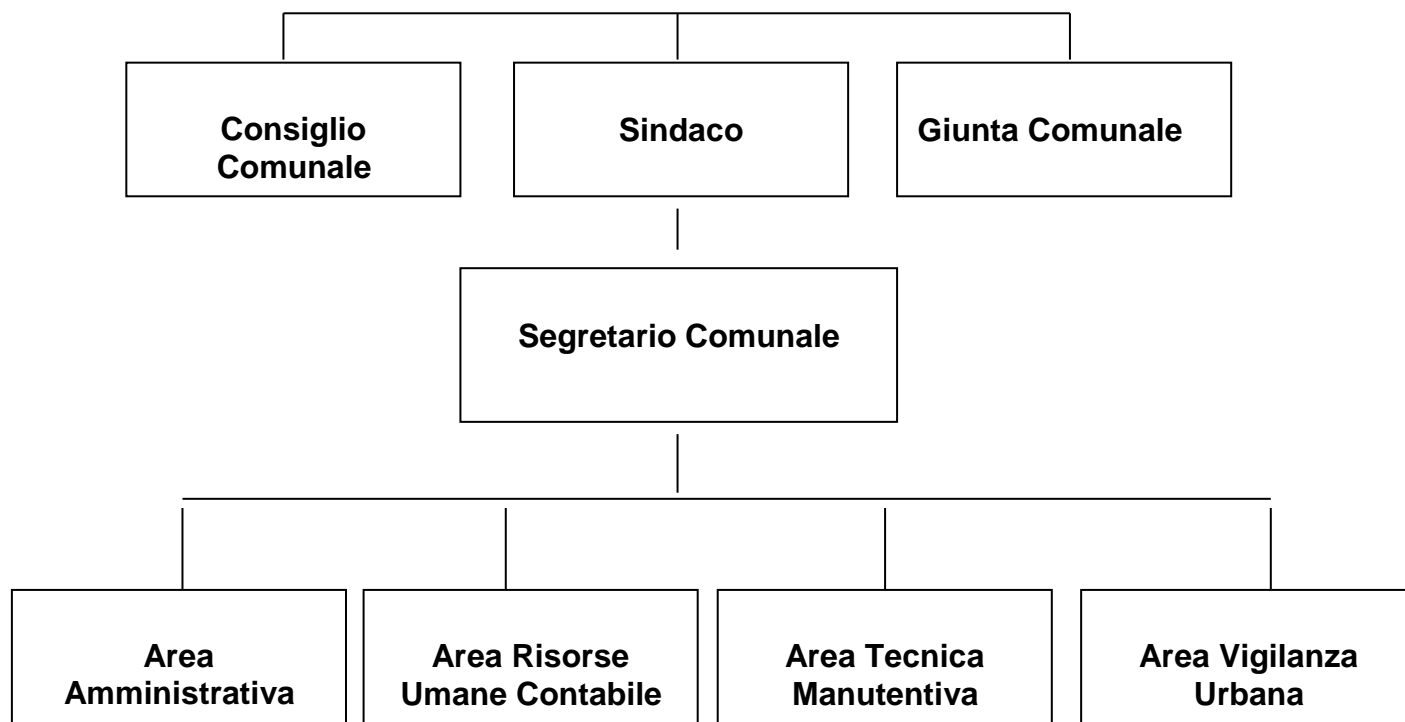 Consiglio
Comunale
Sindaco
Giunta Comunale
Segretario Comunale
Area
Amministrativa
Area Risorse
Umane Contabile
Area Tecnica
Manutentiva
Area Vigilanza
Urbana